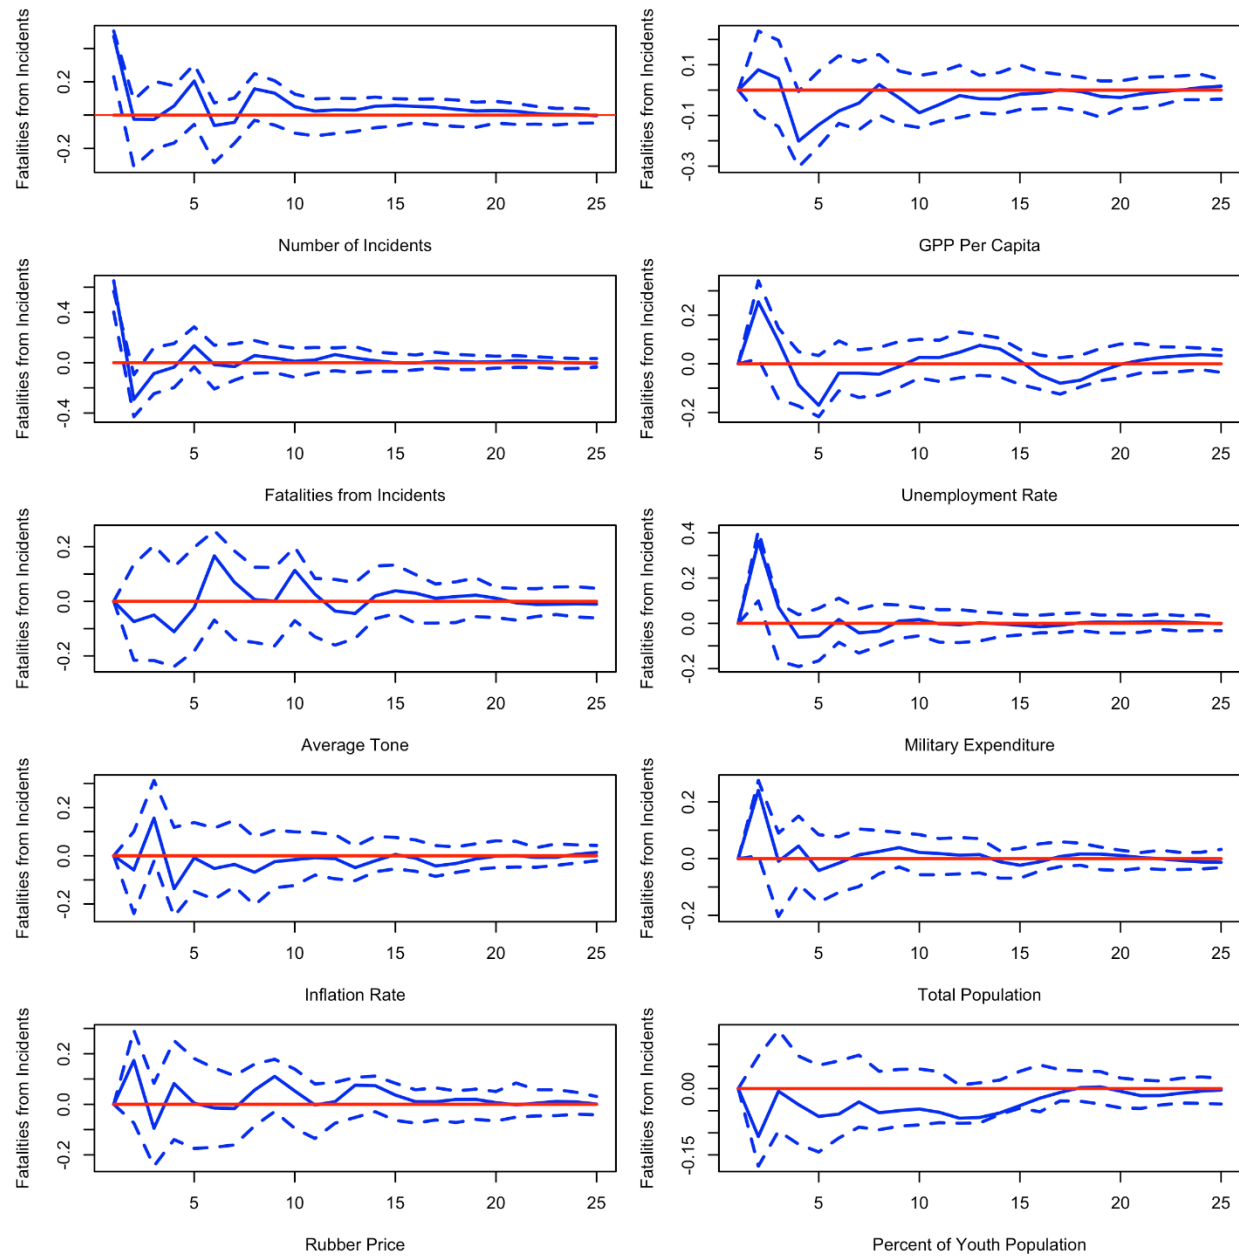 Fatalities from Incidents
0.2
-0.2
5 10 15 20 25
Number of Incidents
Fatalities from Incidents
0.1
-0.1
-0.3
5 10 15 20 25
GPP Per Capita
Fatalities from Incidents
0.4
0.0
-0.4
5 10 15 20 25
Fatalities from Incidents
Fatalities from Incidents
0.2
0.0
-0.2
5 10 15 20 25
Unemployment Rate
Fatalities from Incidents
0.2
0.0
-0.2
5 10 15 20 25
Average Tone
Fatalities from Incidents
0.4
0.2
0.0
-0.2
5 10 15 20 25
Military Expenditure
Fatalities from Incidents
0.2
0.0
-0.2
5 10 15 20 25
Inflation Rate
Fatalities from Incidents
0.2
0.0
-0.2
5 10 15 20 25
Total Population
Fatalities from Incidents
0.2
0.0
-0.2
5 10 15 20 25
Rubber Price
Fatalities from Incidents
0.00
-0.15
5 10 15 20 25
Percent of Youth Population